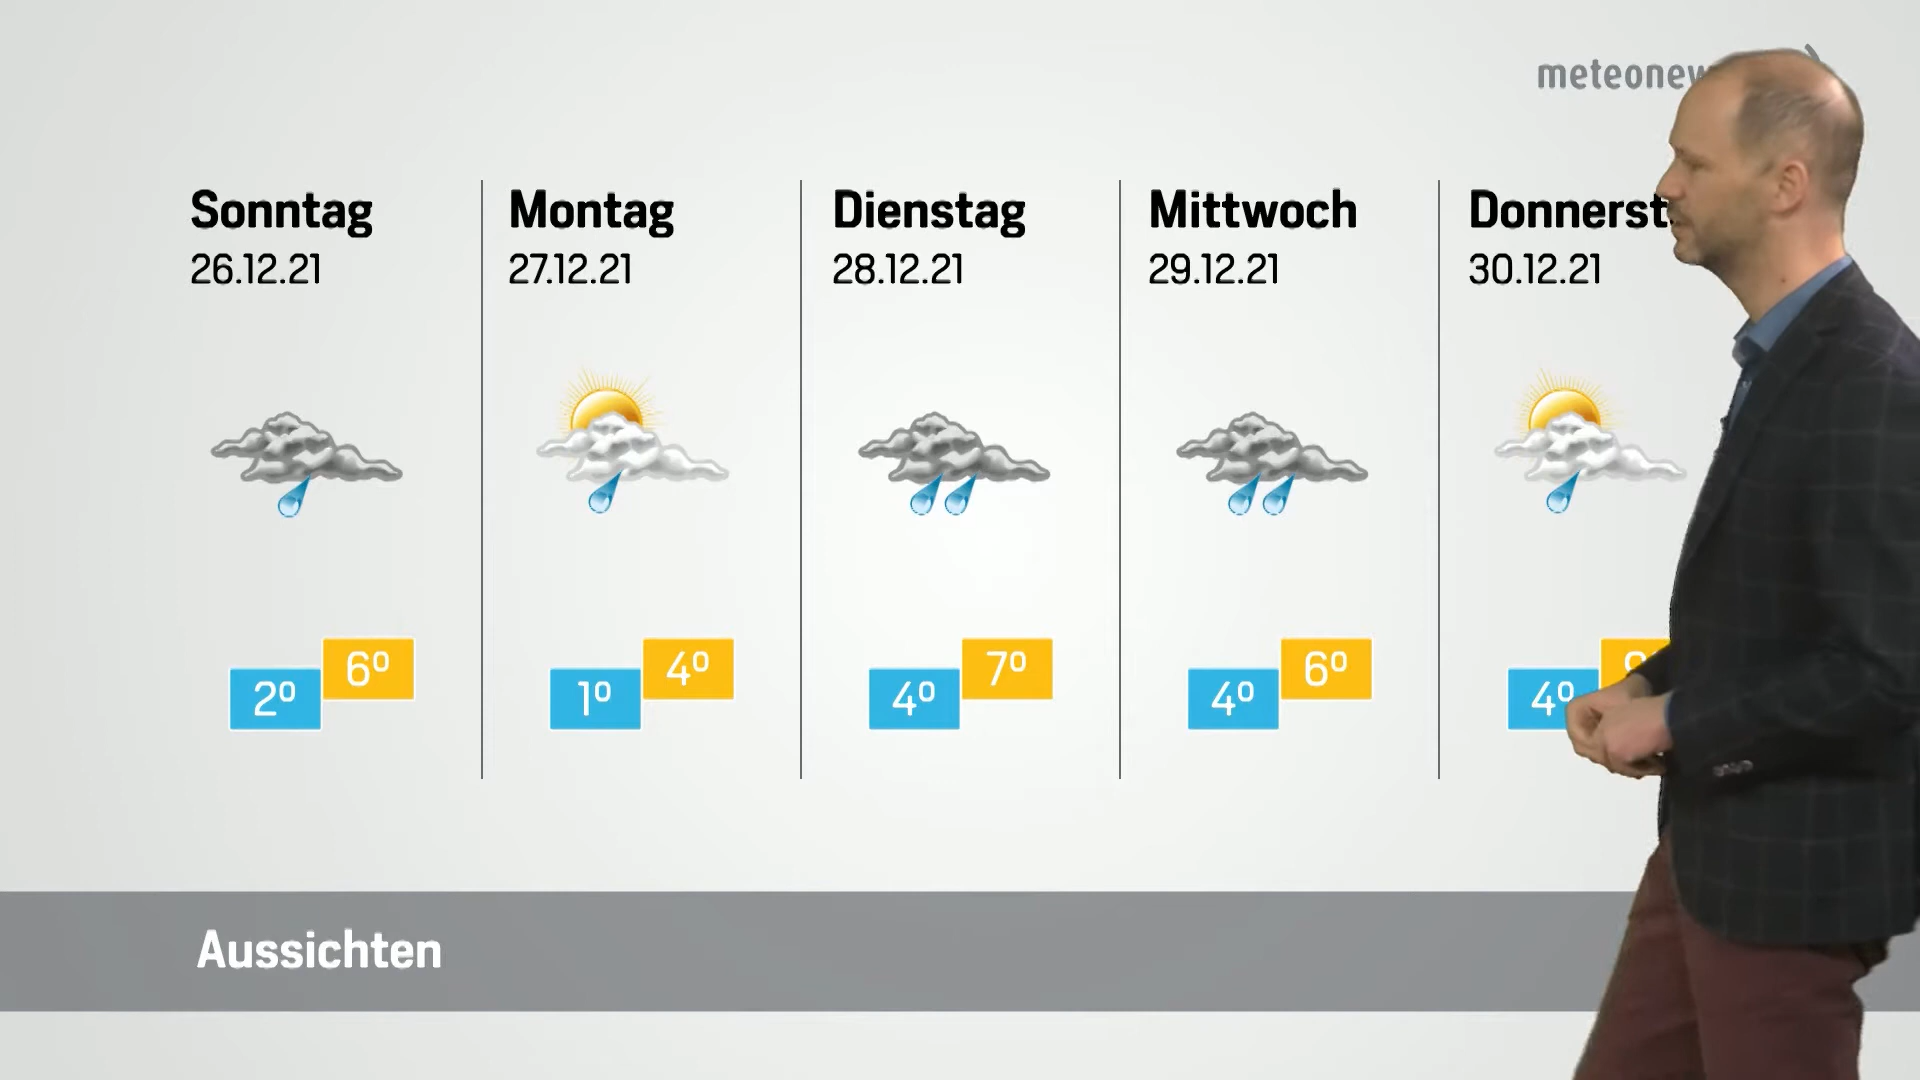 meteonew
Sonntag
26.12.21
Montag
27.12.21
Dienstag
28.12.21
Mittwoch
29.12.21
Donnerst
30.12.21
2° 6°
1° 4°
4° 7°
4° 6°
4°
Aussichten